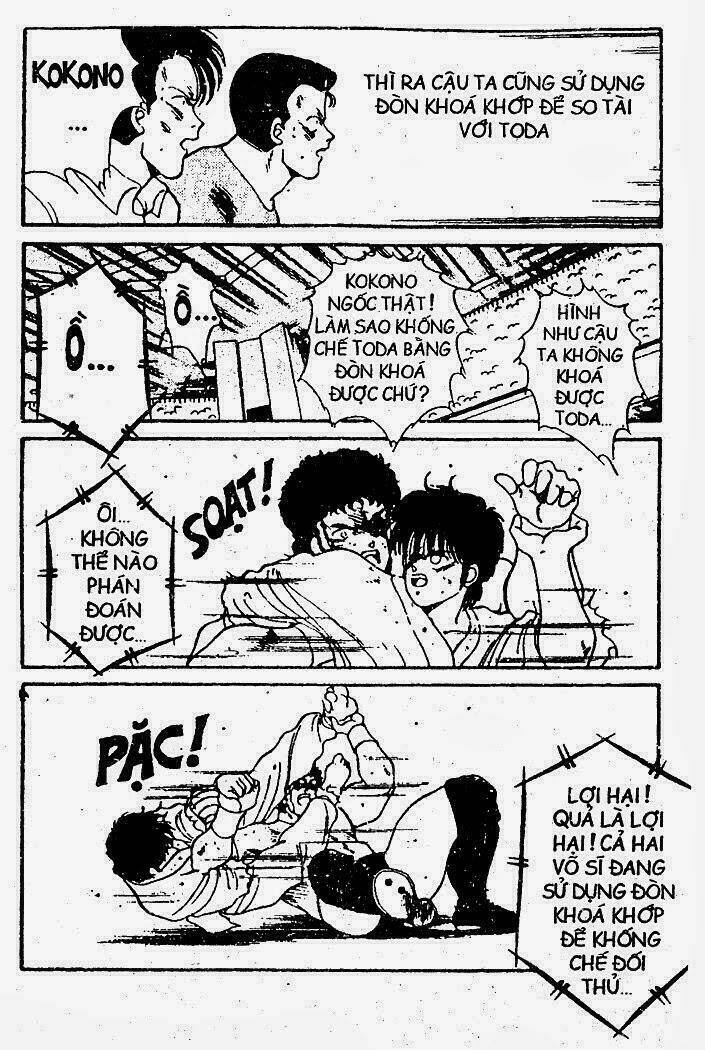 KOKONO
...
THÌ RA CẬU TA CŨNG SỬ DỤNG
ĐÒN KHOÁ KHỚP ĐỂ SO TÀI
VỚI TODA
Ồ...
Ồ...
KOKONO
NGỐC THẬT!
LÀM SAO KHỐNG
CHẾ TODA BẰNG
ĐÒN KHOÁ
ĐƯỢC CHỨ?
HÌNH
NHƯ CẬU
TA KHÔNG
KHOÁ
ĐƯỢC
TODA...
ÔI...
KHÔNG
THỂ NÀO
PHÁN
ĐOÁN
ĐƯỢC...
SOẠT!
PẶC!
LỢI HẠI!
QUẢ LÀ LỢI
HẠI! CẢ HAI
VÕ SĨ ĐANG
SỬ DỤNG ĐÒN
KHOÁ KHỚP
ĐỂ KHỐNG
CHẾ ĐỐI
THỦ...